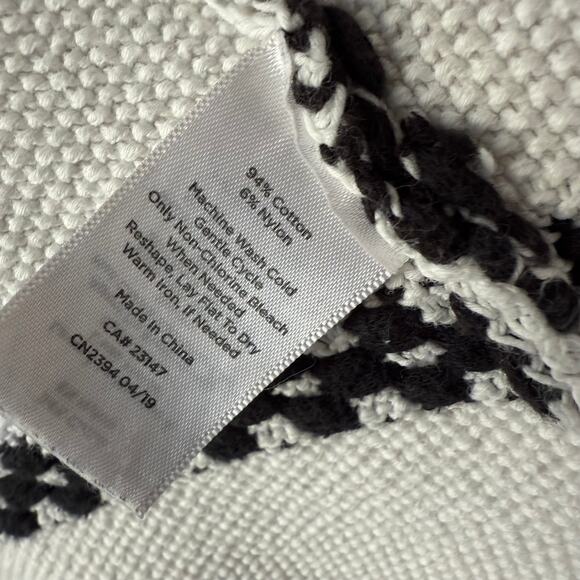 94% Cotton
6% Nylon
Machine Wash Cold
Gentle Cycle
Only Non-Chlorine Bleach
When Needed
Reshape, Lay Flat To Dry
Warm Iron, If Needed
Made in China
CA# 23147
CN2394 04/19